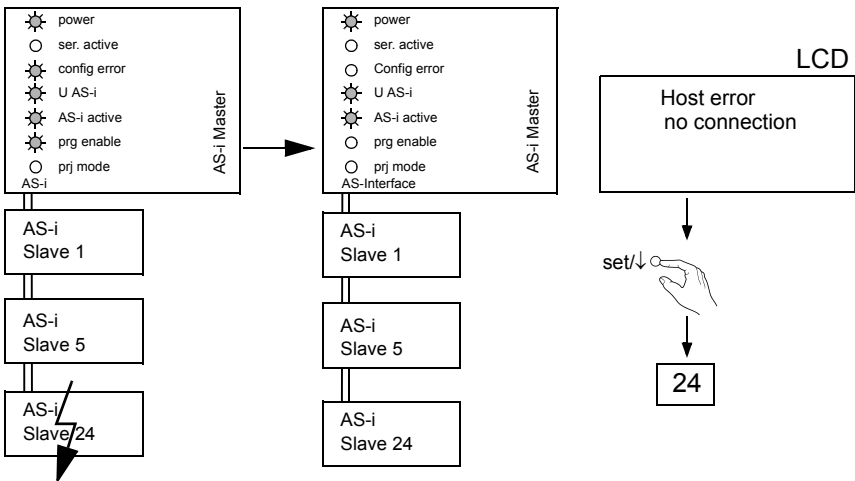 power
ser. active
config error
U AS-i
AS-i active
prg enable
prj mode
AS-i
AS-i Master
AS-i
Slave 1
AS-i
Slave 5
AS-i
Slave 24
power
ser. active
Config error
U AS-i
AS-i active
prg enable
prj mode
AS-Interface
AS-i Master
AS-i
Slave 1
AS-i
Slave 5
AS-i
Slave 24
LCD
Host error
no connection
set/↓
24